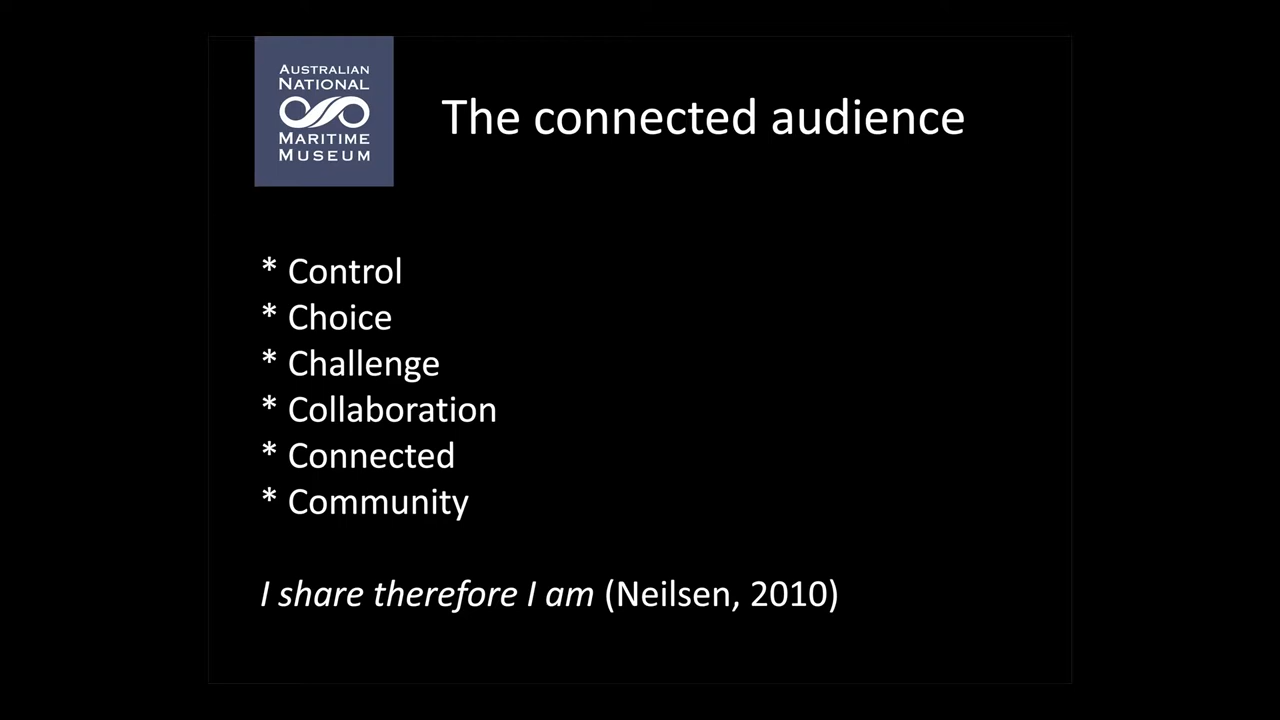 AUSTRALIAN
NATIONAL
MARITIME
MUSEUM
The connected audience
* Control
* Choice
* Challenge
* Collaboration
* Connected
* Community
I share therefore I am (Neilsen, 2010)